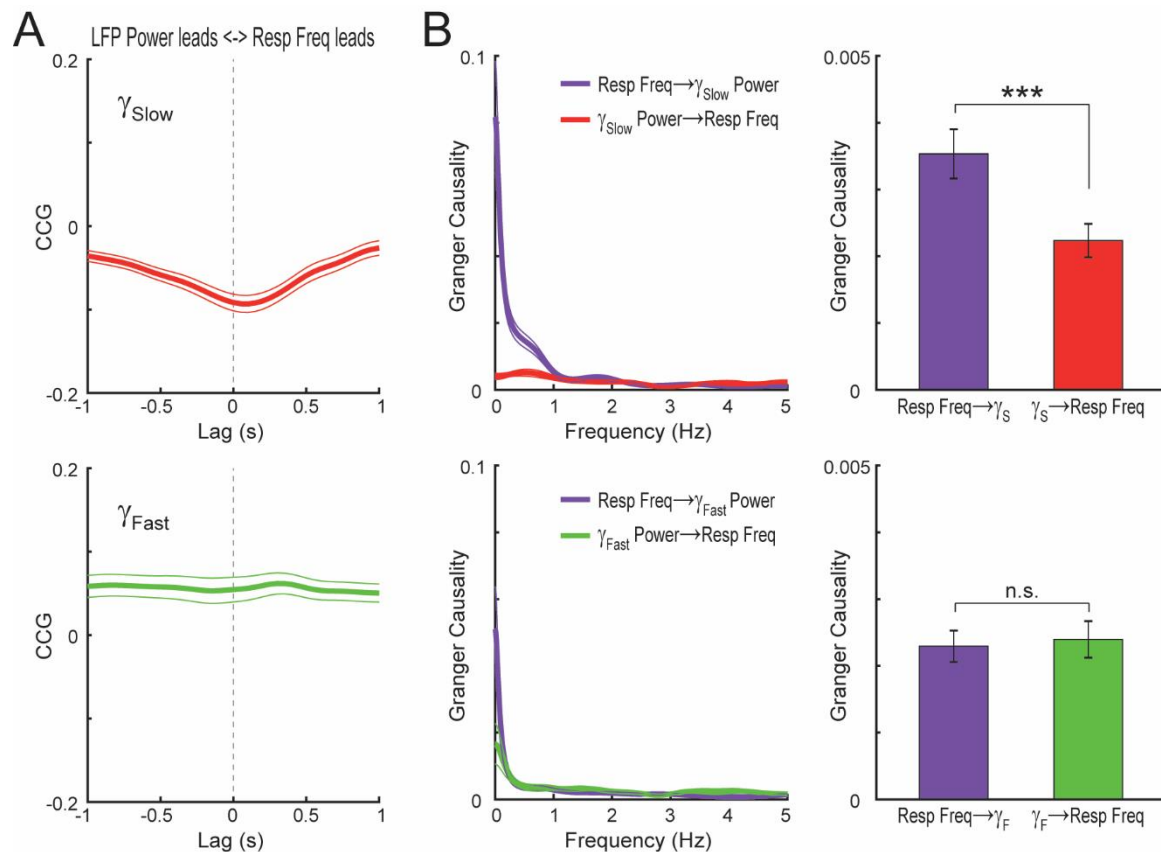 A
LFP Power leads <-> Resp Freq leads
0.2
γSlow
0
-0.2
CCG
-1 -0.5 0 0.5 1
Lag (s)
B
0.1
Resp Freq→γSlow Power
γSlow Power→Resp Freq
Granger Causality
0
0 1 2 3 4 5
Frequency (Hz)
0.005
***
Granger Causality
0
Resp Freq→γS γS→Resp Freq
0.2
γFast
0
-0.2
CCG
-1 -0.5 0 0.5 1
Lag (s)
0.1
Resp Freq→γFast Power
γFast Power→Resp Freq
Granger Causality
0
0 1 2 3 4 5
Frequency (Hz)
0.005
n.s.
Granger Causality
0
Resp Freq→γF γF→Resp Freq